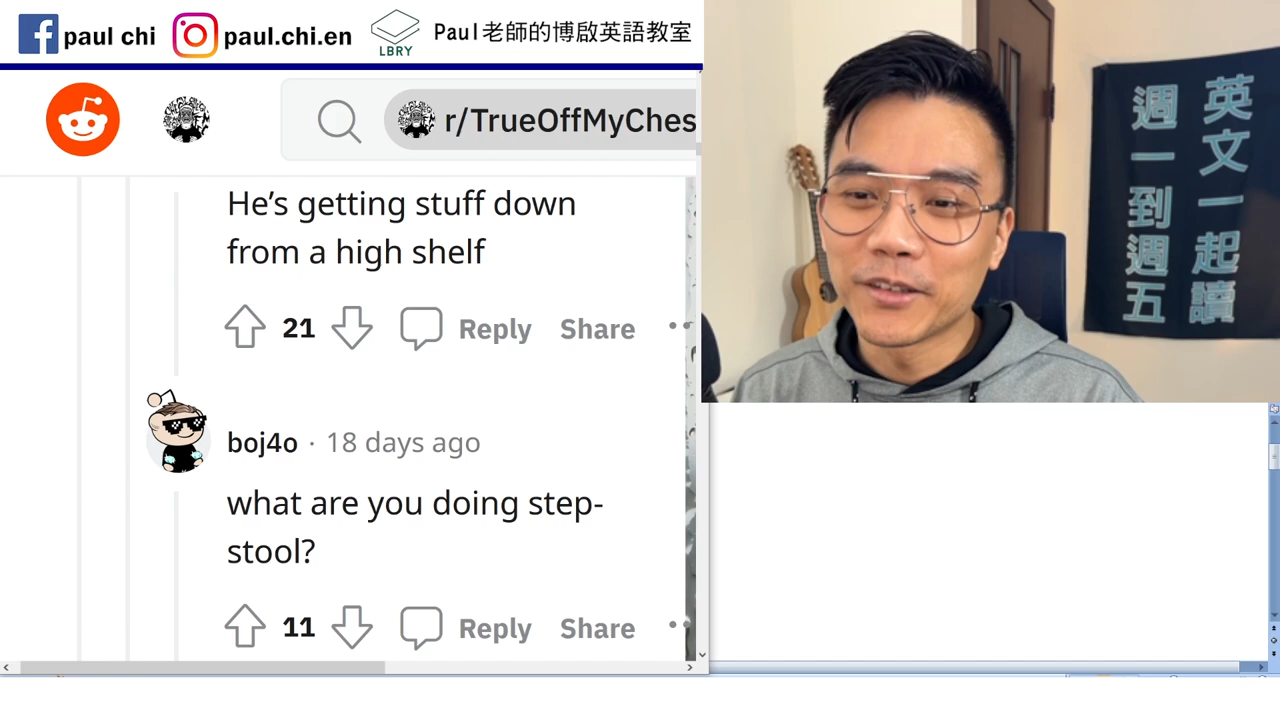 paul chi
paul.chi.en
LBRY
Paul老師的博啟英語教室
r/TrueOffMyChes
He's getting stuff down
from a high shelf
21
Reply
Share
boj4o · 18 days ago
what are you doing step-
stool?
11
Reply
Share
英文一起讀
週一到週五